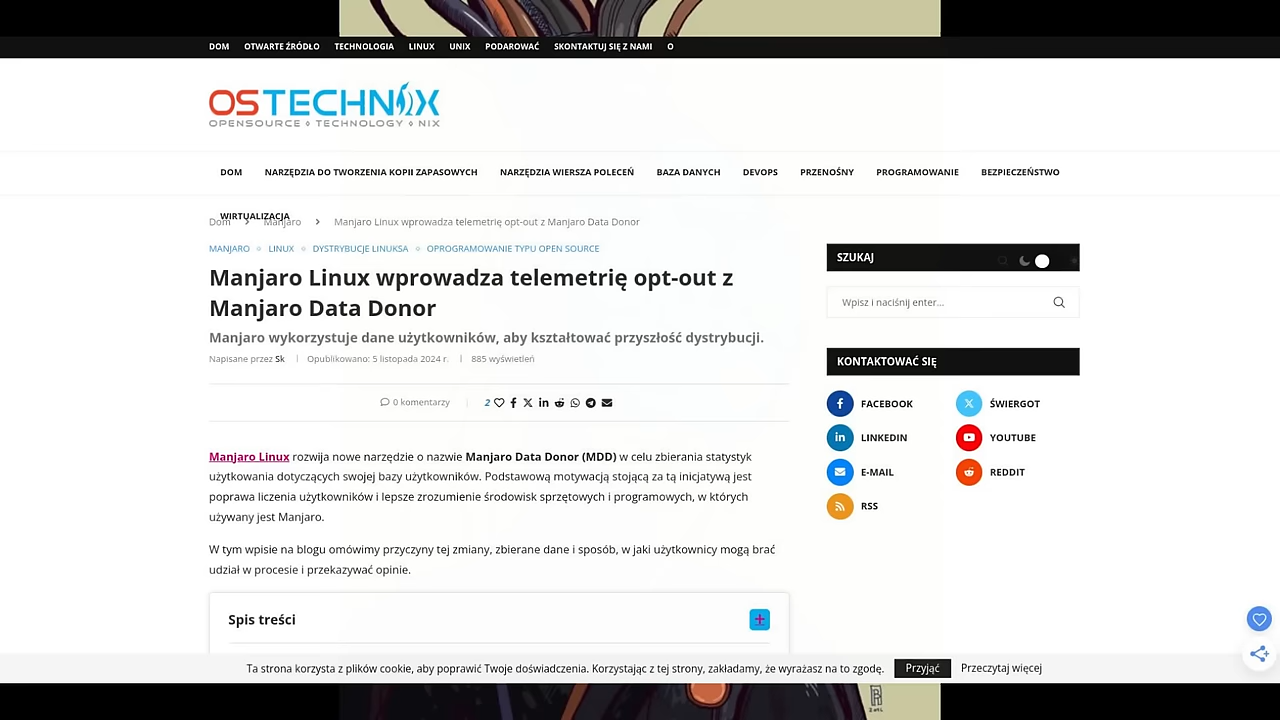 DOM OTWARTE ŹRÓDŁO TECHNOLOGIA LINUX UNIX PODAROWAĆ SKONTAKTUJ SIĘ Z NAMI O
OSTECHNIX
OPENSOURCE TECHNOLOGY NIX
DOM NARZĘDZIA DO TWORZENIA KOPII ZAPASOWYCH NARZĘDZIA WIERSZA POLECEŃ BAZA DANYCH DEVOPS PRZENOŚNY PROGRAMOWANIE BEZPIECZEŃSTWO
WIRTUALIZACJA
Dom > Manjaro > Manjaro Linux wprowadza telemetrię opt-out z Manjaro Data Donor
MANJARO LINUX DYSTRYBUCJE LINUKSA OPROGRAMOWANIE TYPU OPEN SOURCE
Manjaro Linux wprowadza telemetrię opt-out z
Manjaro Data Donor
Manjaro wykorzystuje dane użytkowników, aby kształtować przyszłość dystrybucji.
Napisane przez Sk | Opublikowano: 5 listopada 2024 r. | 885 wyświetleń
0 komentarzy 2
Manjaro Linux rozwija nowe narzędzie o nazwie Manjaro Data Donor (MDD) w celu zbierania statystyk
użytkowania dotyczących swojej bazy użytkowników. Podstawową motywacją stojącą za tą inicjatywą jest
poprawa liczenia użytkowników i lepsze zrozumienie środowisk sprzętowych i programowych, w których
używany jest Manjaro.
W tym wpisie na blogu omówimy przyczyny tej zmiany, zbierane dane i sposób, w jaki użytkownicy mogą brać
udział w procesie i przekazywać opinie.
Spis treści
SZUKAJ
Wpisz i naciśnij enter...
KONTAKTOWAĆ SIĘ
FACEBOOK ŚWIERGOT
LINKEDIN YOUTUBE
E-MAIL REDDIT
RSS
Ta strona korzysta z plików cookie, aby poprawić Twoje doświadczenia. Korzystając z tej strony, zakładamy, że wyrażasz na to zgodę. Przyjąć Przeczytaj więcej